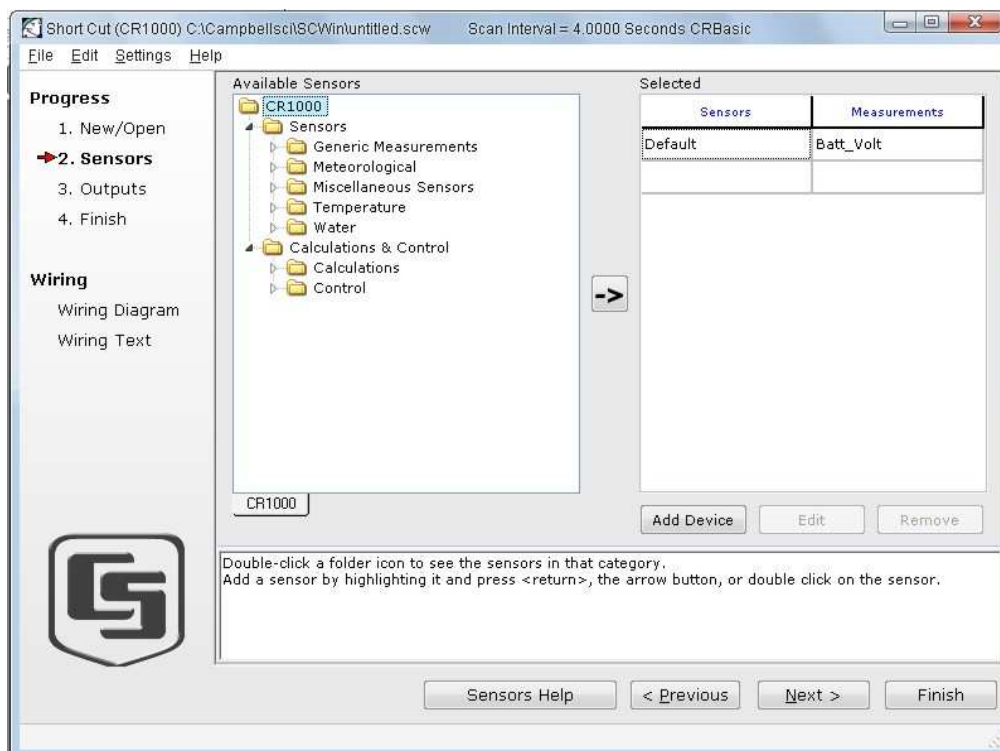 Short Cut (CR1000) C:\Campbellsci\SCWin\untitled.scw Scan Interval = 4.0000 Seconds CRBasic
File Edit Settings Help
Progress
1. New/Open
2. Sensors
3. Outputs
4. Finish
Wiring
Wiring Diagram
Wiring Text
Available Sensors
CR1000
Sensors
Generic Measurements
Meteorological
Miscellaneous Sensors
Temperature
Water
Calculations & Control
Calculations
Control
CR1000
->
Selected
Sensors Measurements
Default Batt_Volt
Add Device Edit Remove
CS
Double-click a folder icon to see the sensors in that category.
Add a sensor by highlighting it and press <return>, the arrow button, or double click on the sensor.
Sensors Help < Previous Next > Finish